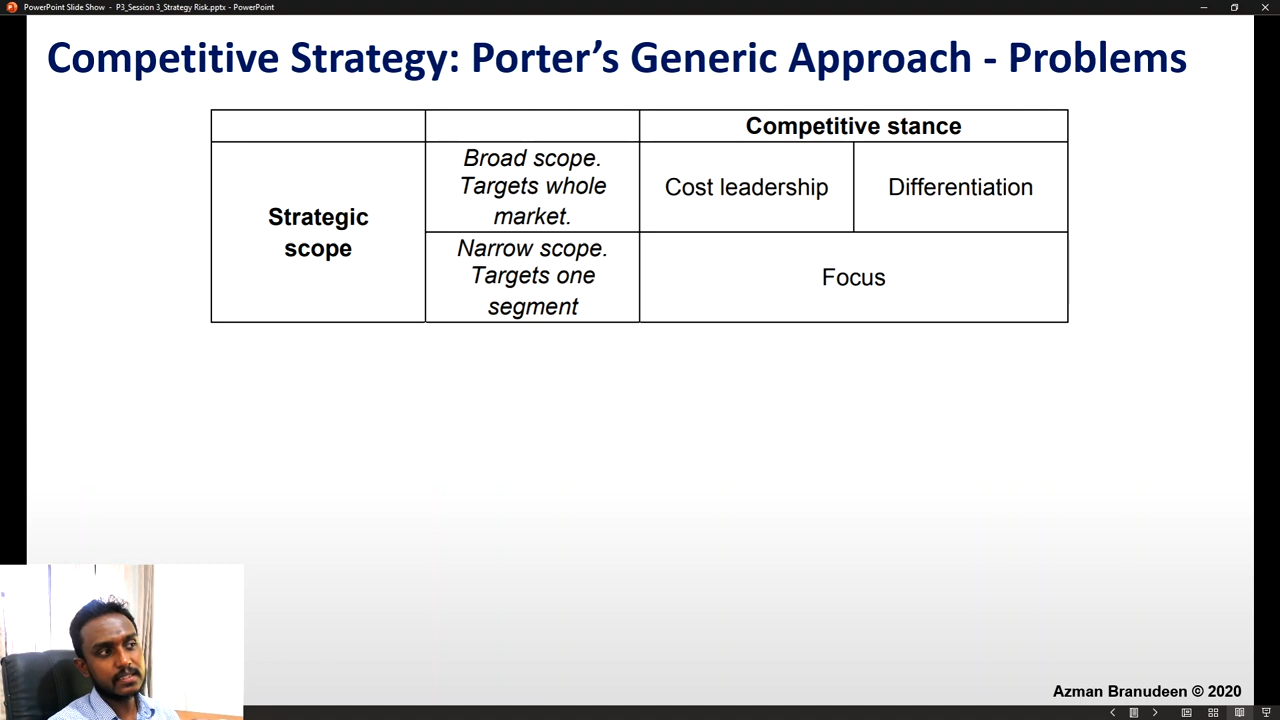 PowerPoint Slide Show - P3_Session 3_Strategy Risk.pptx - PowerPoint
Competitive Strategy: Porter’s Generic Approach - Problems
Competitive stance
Strategic
scope
Broad scope.
Targets whole
market.
Cost leadership
Differentiation
Narrow scope.
Targets one
segment
Focus
Azman Branudeen © 2020